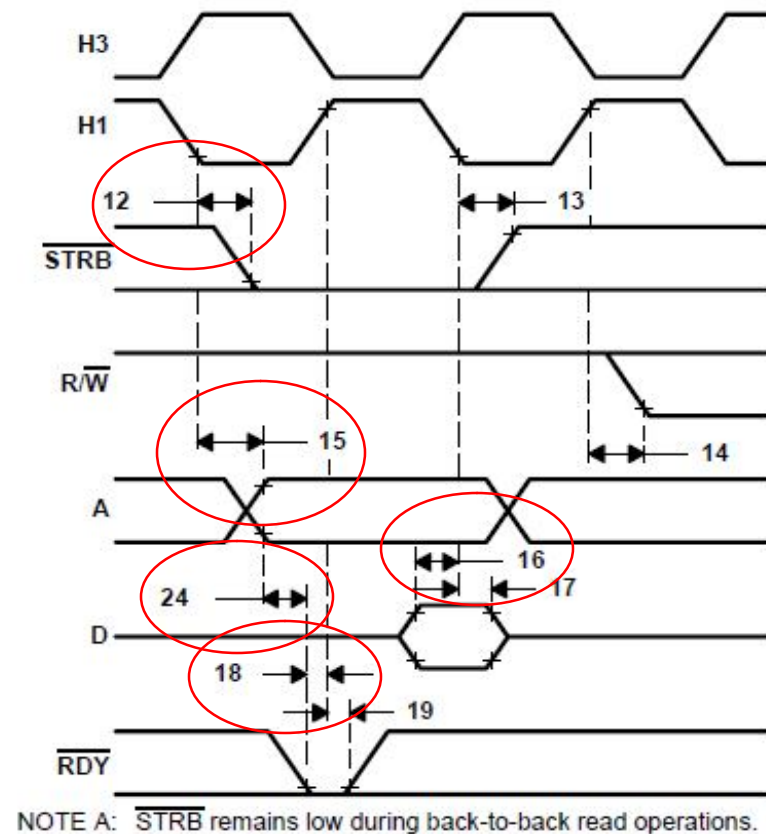 H3
H1
12
13
STRB
R/W
15
14
A
16
24
17
D
18
19
RDY
NOTE A: STRB remains low during back-to-back read operations.